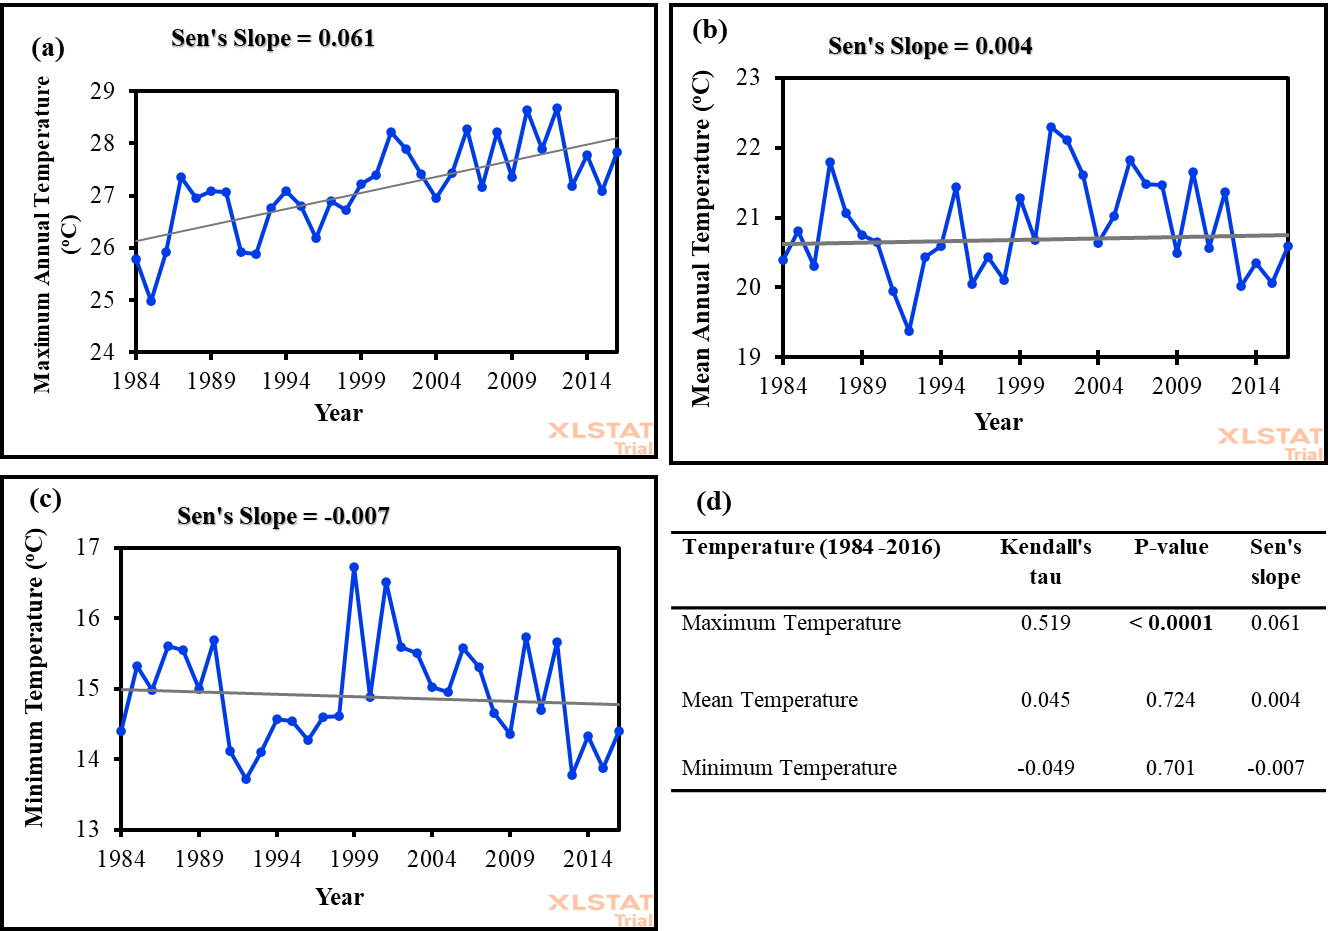 (a)
Sen's Slope = 0.061
Maximum Annual Temperature
(ºC)
29
28
27
26
25
24
1984 1989 1994 1999 2004 2009 2014
Year
XLSTAT
Trial
(b)
Sen's Slope = 0.004
Mean Annual Temperature (ºC)
23
22
21
20
19
1984 1989 1994 1999 2004 2009 2014
Year
XLSTAT
Trial
(c)
Sen's Slope = -0.007
Minimum Temperature (ºC)
17
16
15
14
13
1984 1989 1994 1999 2004 2009 2014
Year
XLSTAT
Trial
(d)
Temperature (1984 -2016) Kendall's P-value Sen's
tau slope
Maximum Temperature 0.519 < 0.0001 0.061
Mean Temperature 0.045 0.724 0.004
Minimum Temperature -0.049 0.701 -0.007